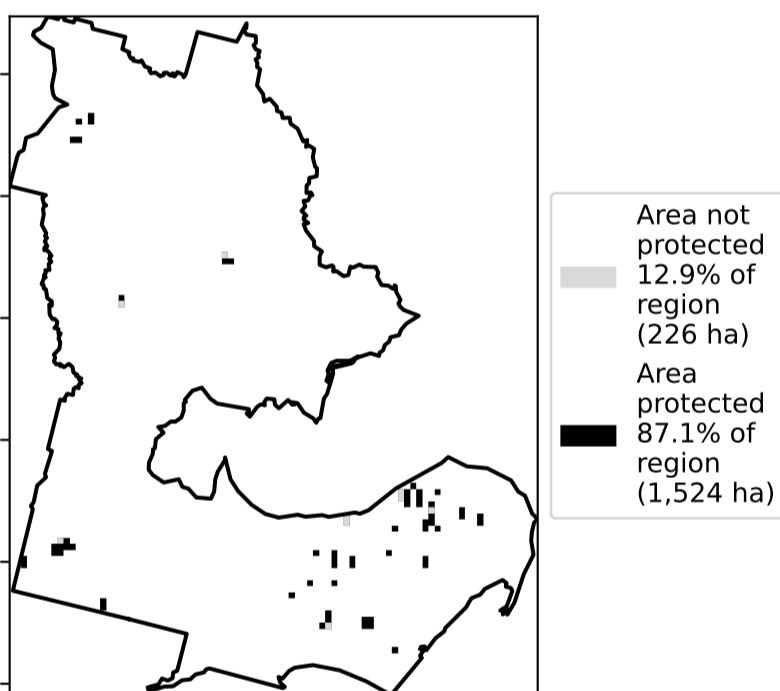 Area not
protected
12.9% of
region
(226 ha)
Area
protected
87.1% of
region
(1,524 ha)